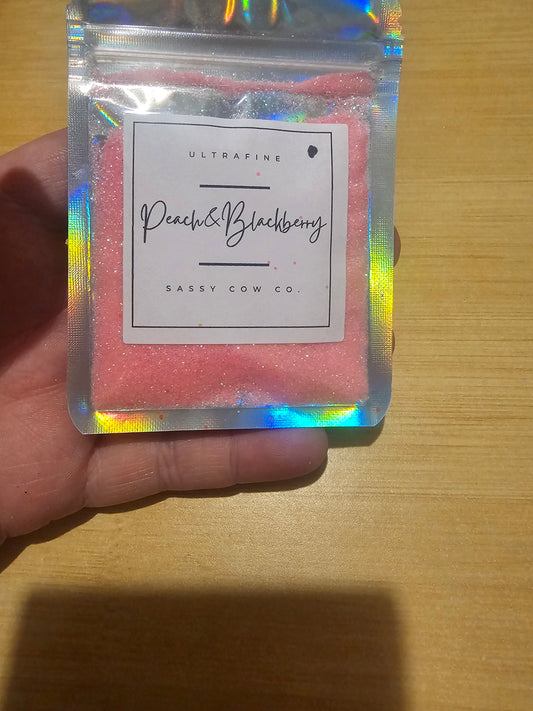 ULTRAFINE
Peach&Blackberry
SASSY COW CO.